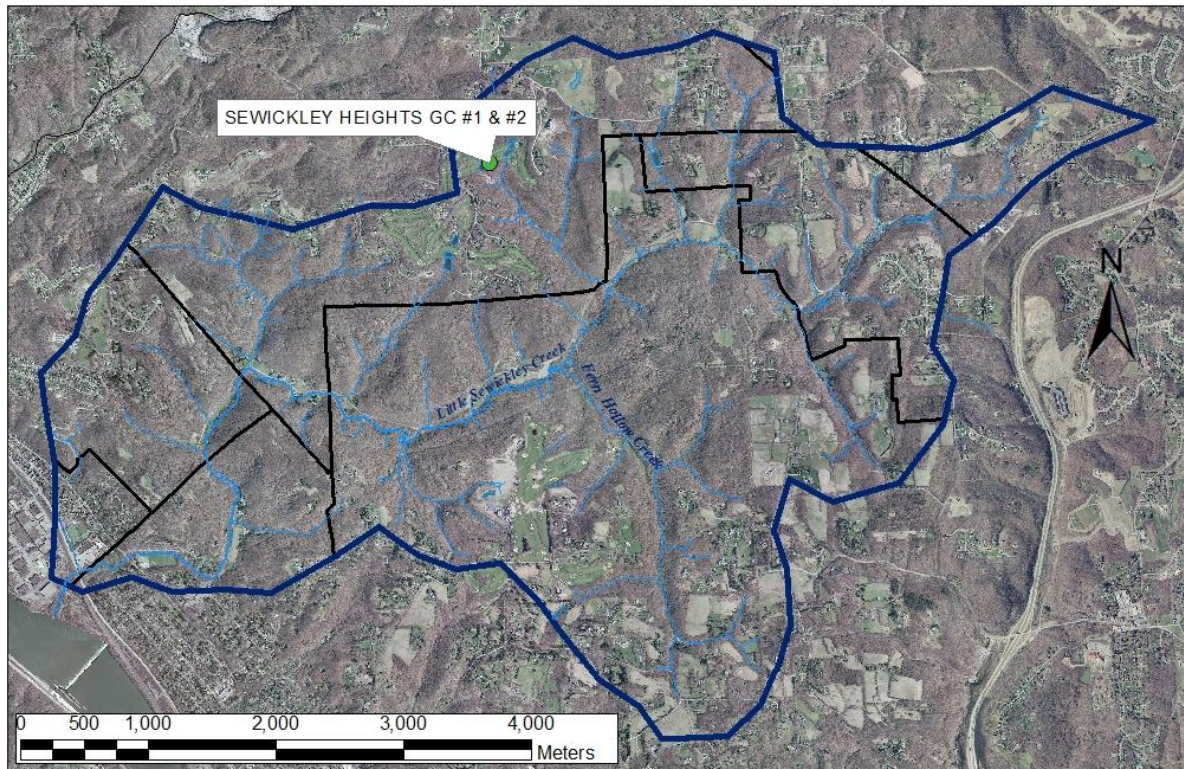 SEWICKLEY HEIGHTS GC #1 & #2
N
Little Sewickley Creek
Fern Hollow Creek
0 500 1,000 2,000 3,000 4,000
Meters